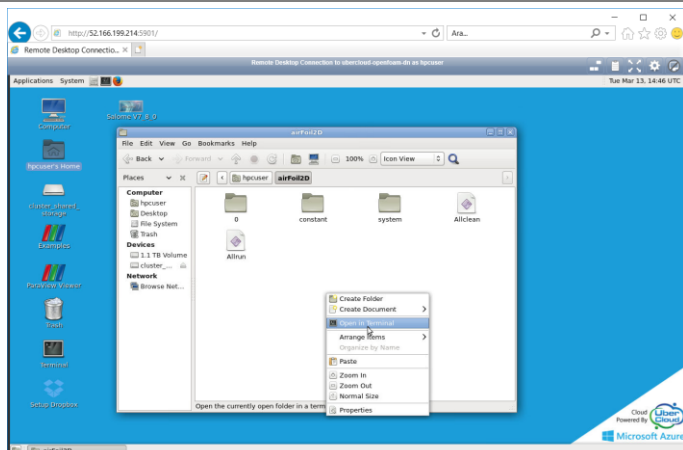 http://52.166.199.214:5901/
Ara...
Remote Desktop Connectio...
Remote Desktop Connection to ubercloud-openfoam-dn as hpcuser
Applications System
Tue Mar 13, 14:46 UTC
Computer
Salome V7_8_0
hpcuser's Home
cluster_shared_
storage
Examples
ParaView Viewer
Trash
Terminal
Setup Dropbox
airFoil2D
File Edit View Go Bookmarks Help
Back Forward 100% Icon View
Places hpcuser airFoil2D
Computer
hpcuser
Desktop
File System
Trash
Devices
1.1 TB Volume
cluster_...
Network
Browse Net...
0 constant system Allclean
Allrun
Create Folder
Create Document
Open in Terminal
Arrange Items
Organize by Name
Paste
Zoom In
Zoom Out
Normal Size
Properties
Open the currently open folder in a term
Cloud
Powered By
Uber
Cloud
Microsoft Azure
airFoil2D